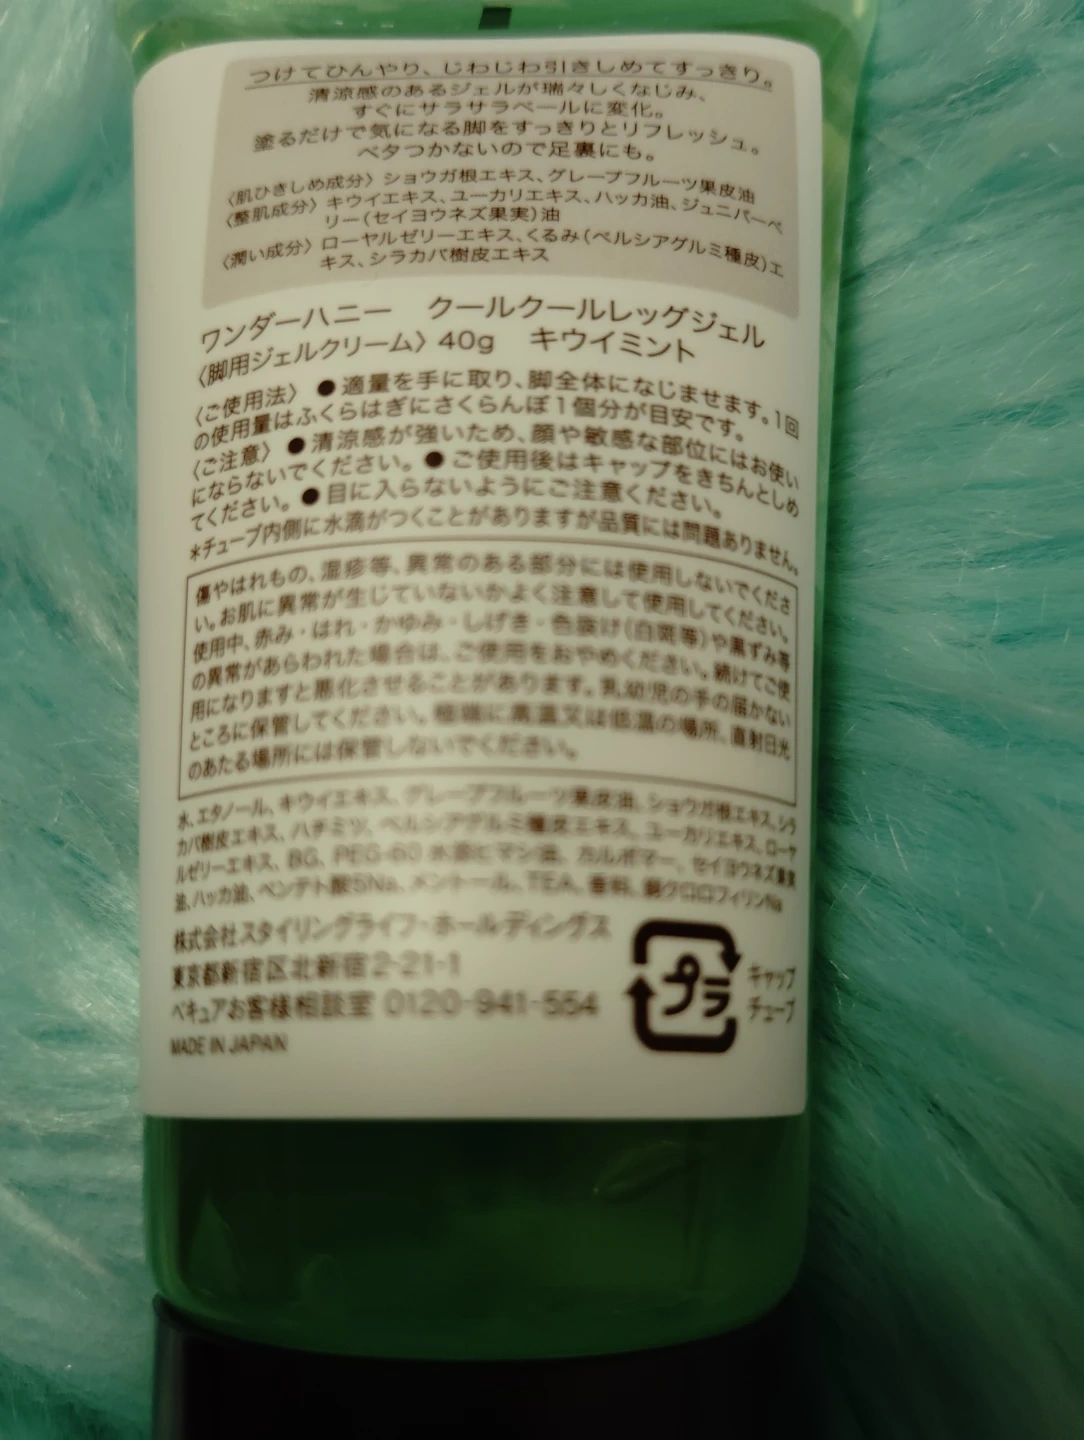 つけてひんやり、じわじわ引きしめてすっきり。
清涼感のあるジェルが瑞々しくなじみ、
すぐにサラサラベールに変化。
塗るだけで気になる脚をすっきりとリフレッシュ。
ベタつかないので足裏にも。
〈肌ひきしめ成分〉ショウガ根エキス、グレープフルーツ果皮油
〈整肌成分〉キウイエキス、ユーカリエキス、ハッカ油、ジュニパーベ
リー(セイヨウネズ果実)油
〈潤い成分〉ローヤルゼリーエキス、くるみ(ペルシアグルミ種皮)エ
キス、シラカバ樹皮エキス
ワンダーハニー クールクールレッグジェル
〈脚用ジェルクリーム〉40g キウイミント
〈ご使用法〉●適量を手に取り、脚全体になじませます。1回
の使用量はふくらはぎにさくらんぼ1個分が目安です。
〈ご注意〉●清涼感が強いため、顔や敏感な部位にはお使い
にならないでください。●ご使用後はキャップをきちんとしめ
てください。●目に入らないようにご注意ください。
*チューブ内側に水滴がつくことがありますが品質には問題ありません。
傷やはれもの、湿疹等、異常のある部分には使用しないでくださ
い。お肌に異常が生じていないかよく注意して使用してください。
使用中、赤み・はれ・かゆみ・しげき・色抜け(白斑等)や黒ずみ等
の異常があらわれた場合は、ご使用をおやめください。続けてご使
用になりますと悪化させることがあります。乳幼児の手の届かない
ところに保管してください。極端に高温又は低温の場所、直射日光
のあたる場所には保管しないでください。
水、エタノール、キウイエキス、グレープフルーツ果皮油、ショウガ根エキス、シラ
カバ樹皮エキス、ハチミツ、ペルシアグルミ種皮エキス、ユーカリエキス、ローヤ
ルゼリーエキス、BG、PEG-60水添ヒマシ油、カルボマー、セイヨウネズ果実
油、ハッカ油、ペンテト酸5Na、メントール、TEA、香料、銅クロロフィリンNa
株式会社スタイリングライフ・ホールディングス
東京都新宿区北新宿2-21-1
ベキュアお客様相談室 0120-941-554
MADE IN JAPAN
プラ
キャップ
チューブ